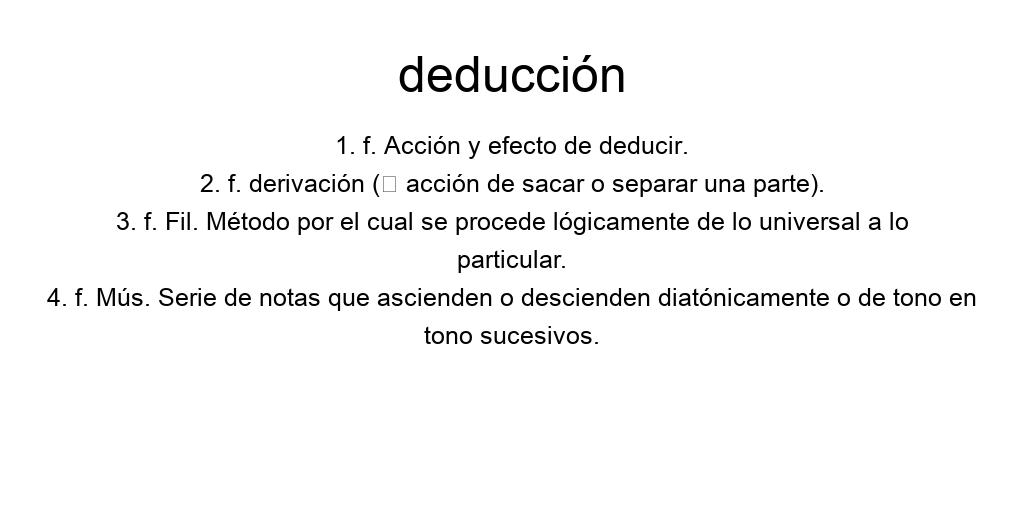 deducción
1. f. Acción y efecto de deducir.
2. f. derivación (▯ acción de sacar o separar una parte).
3. f. Fil. Método por el cual se procede lógicamente de lo universal a lo
particular.
4. f. Mús. Serie de notas que ascienden o descienden diatónicamente o de tono en
tono sucesivos.